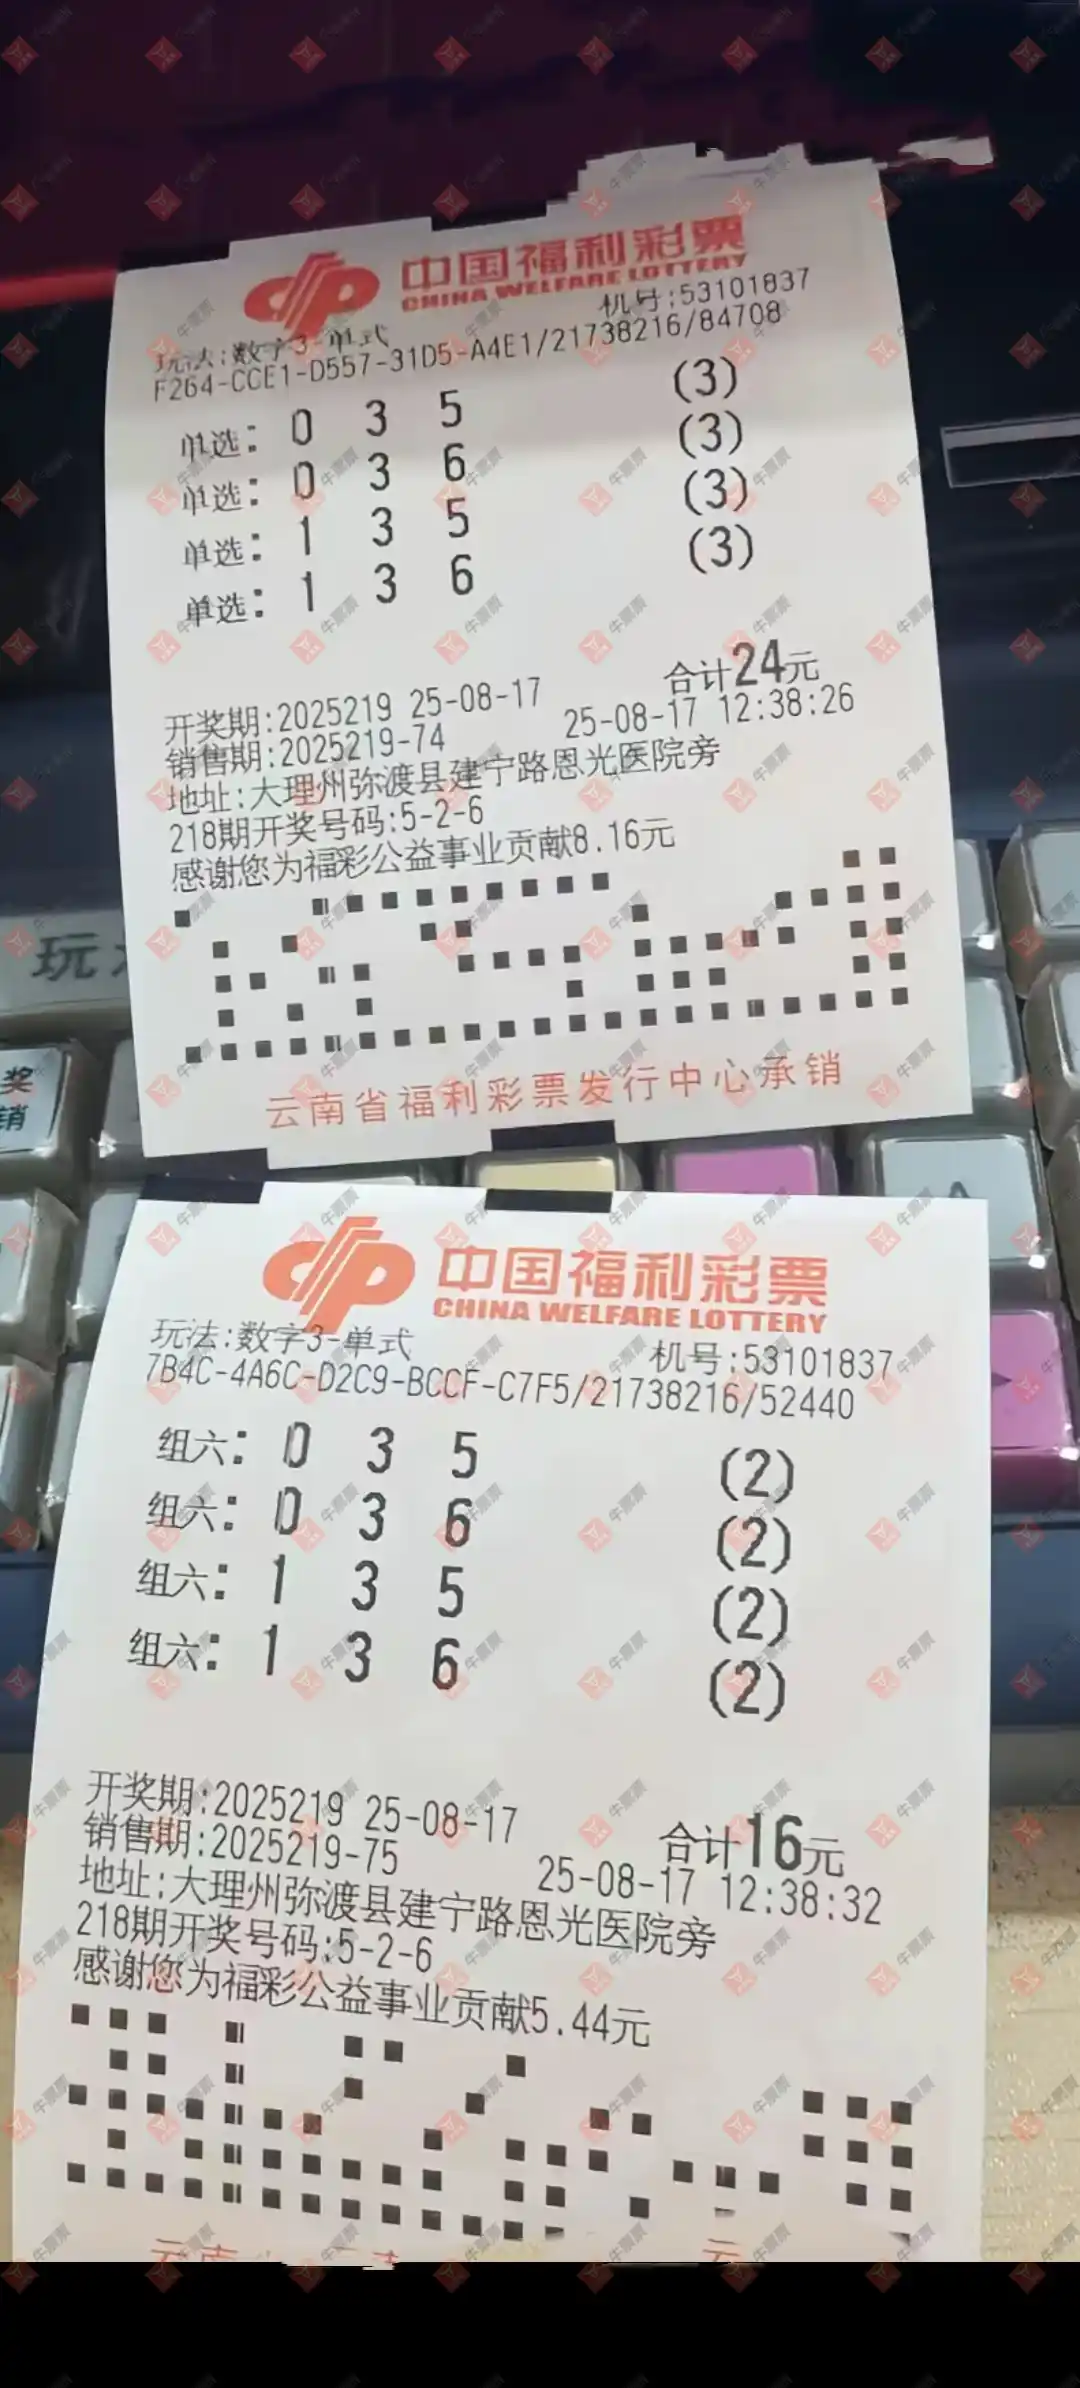 中国福利彩票
CHINA WELFARE LOTTERY
机号:53101837
玩法:数字3-单式
F264-CCE1-D557-31D5-A4E1/21738216/84708
单选: 0 3 5 (3)
单选: 0 3 6 (3)
单选: 1 3 5 (3)
单选: 1 3 6 (3)
合计24元
开奖期:2025219 25-08-17
销售期:2025219-74 25-08-17 12:38:26
地址:大理州弥渡县建宁路恩光医院旁
218期开奖号码:5-2-6
感谢您为福彩公益事业贡献8.16元
云南省福利彩票发行中心承销
奖
销
玩
中国福利彩票
CHINA WELFARE LOTTERY
玩法:数字3-单式
机号:53101837
7B4C-4A6C-D2C9-BCCF-C7F5/21738216/52440
组六: 0 3 5 (2)
组六: 0 3 6 (2)
组六: 1 3 5 (2)
组六: 1 3 6 (2)
开奖期:2025219 25-08-17
合计16元
销售期:2025219-75 25-08-17 12:38:32
地址:大理州弥渡县建宁路恩光医院旁
218期开奖号码:5-2-6
感谢您为福彩公益事业贡献5.44元
牛票票